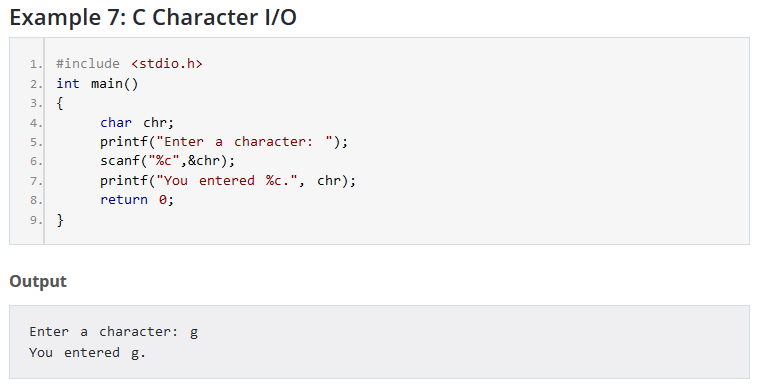 Example 7: C Character I/O
1. #include <stdio.h>
2. int main()
3. {
4. char chr;
5. printf("Enter a character: ");
6. scanf("%c",&chr);
7. printf("You entered %c.", chr);
8. return 0;
9. }
Output
Enter a character: g
You entered g.